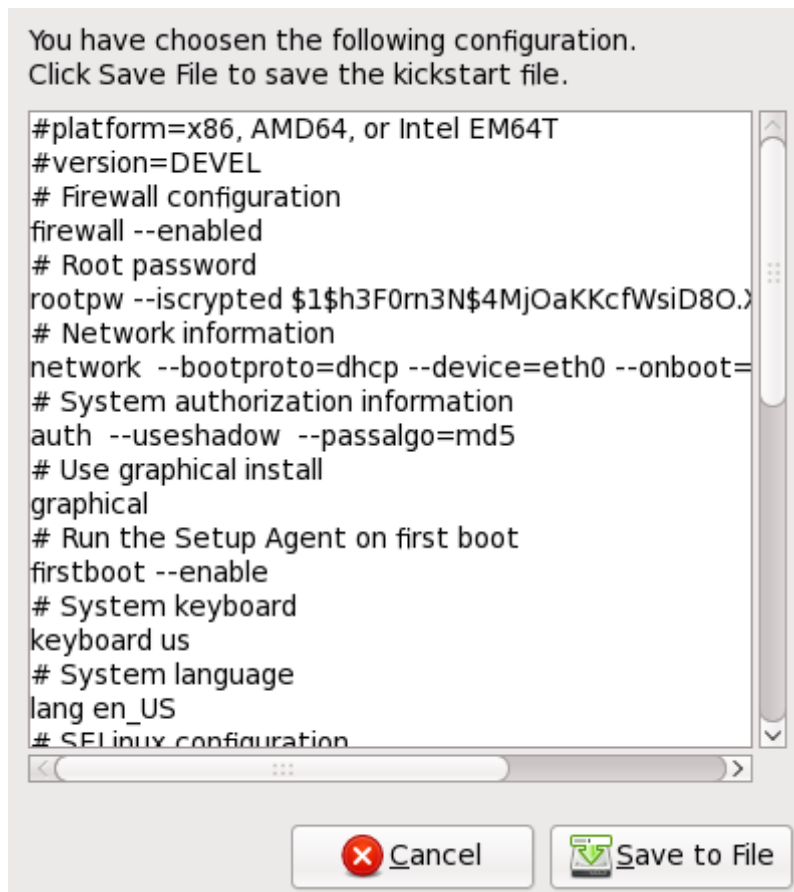 You have choosen the following configuration.
Click Save File to save the kickstart file.
#platform=x86, AMD64, or Intel EM64T
#version=DEVEL
# Firewall configuration
firewall --enabled
# Root password
rootpw --iscrypted $1$h3F0rn3N$4MjOaKKcfWsiD8O.
# Network information
network  --bootproto=dhcp --device=eth0 --onboot=
# System authorization information
auth  --useshadow  --passalgo=md5
# Use graphical install
graphical
# Run the Setup Agent on first boot
firstboot --enable
# System keyboard
keyboard us
# System language
lang en_US
# SELinux configuration
Cancel
Save to File